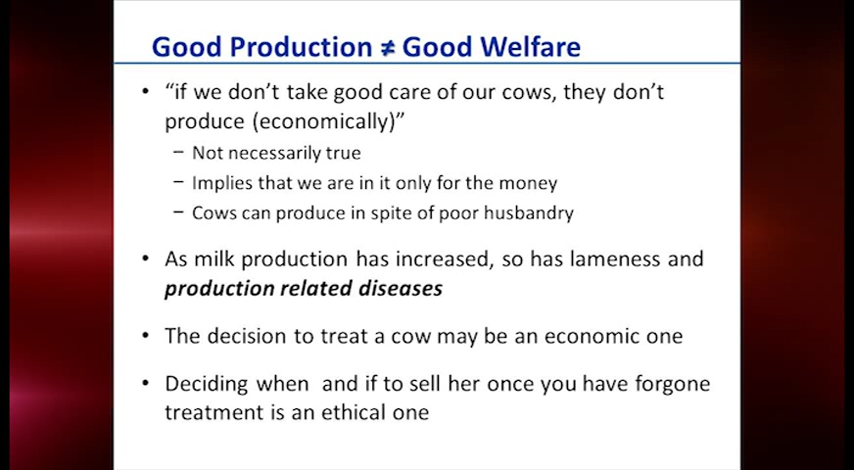 Good Production ≠ Good Welfare
• “if we don’t take good care of our cows, they don’t
produce (economically)”
– Not necessarily true
– Implies that we are in it only for the money
– Cows can produce in spite of poor husbandry
• As milk production has increased, so has lameness and
production related diseases
• The decision to treat a cow may be an economic one
• Deciding when  and if to sell her once you have forgone
treatment is an ethical one